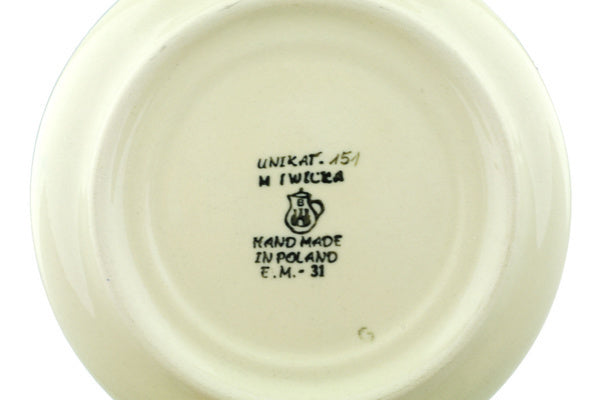 UNIKAT. 151
M IWICKA
B
HAND MADE
IN POLAND
E.M.- 31
G